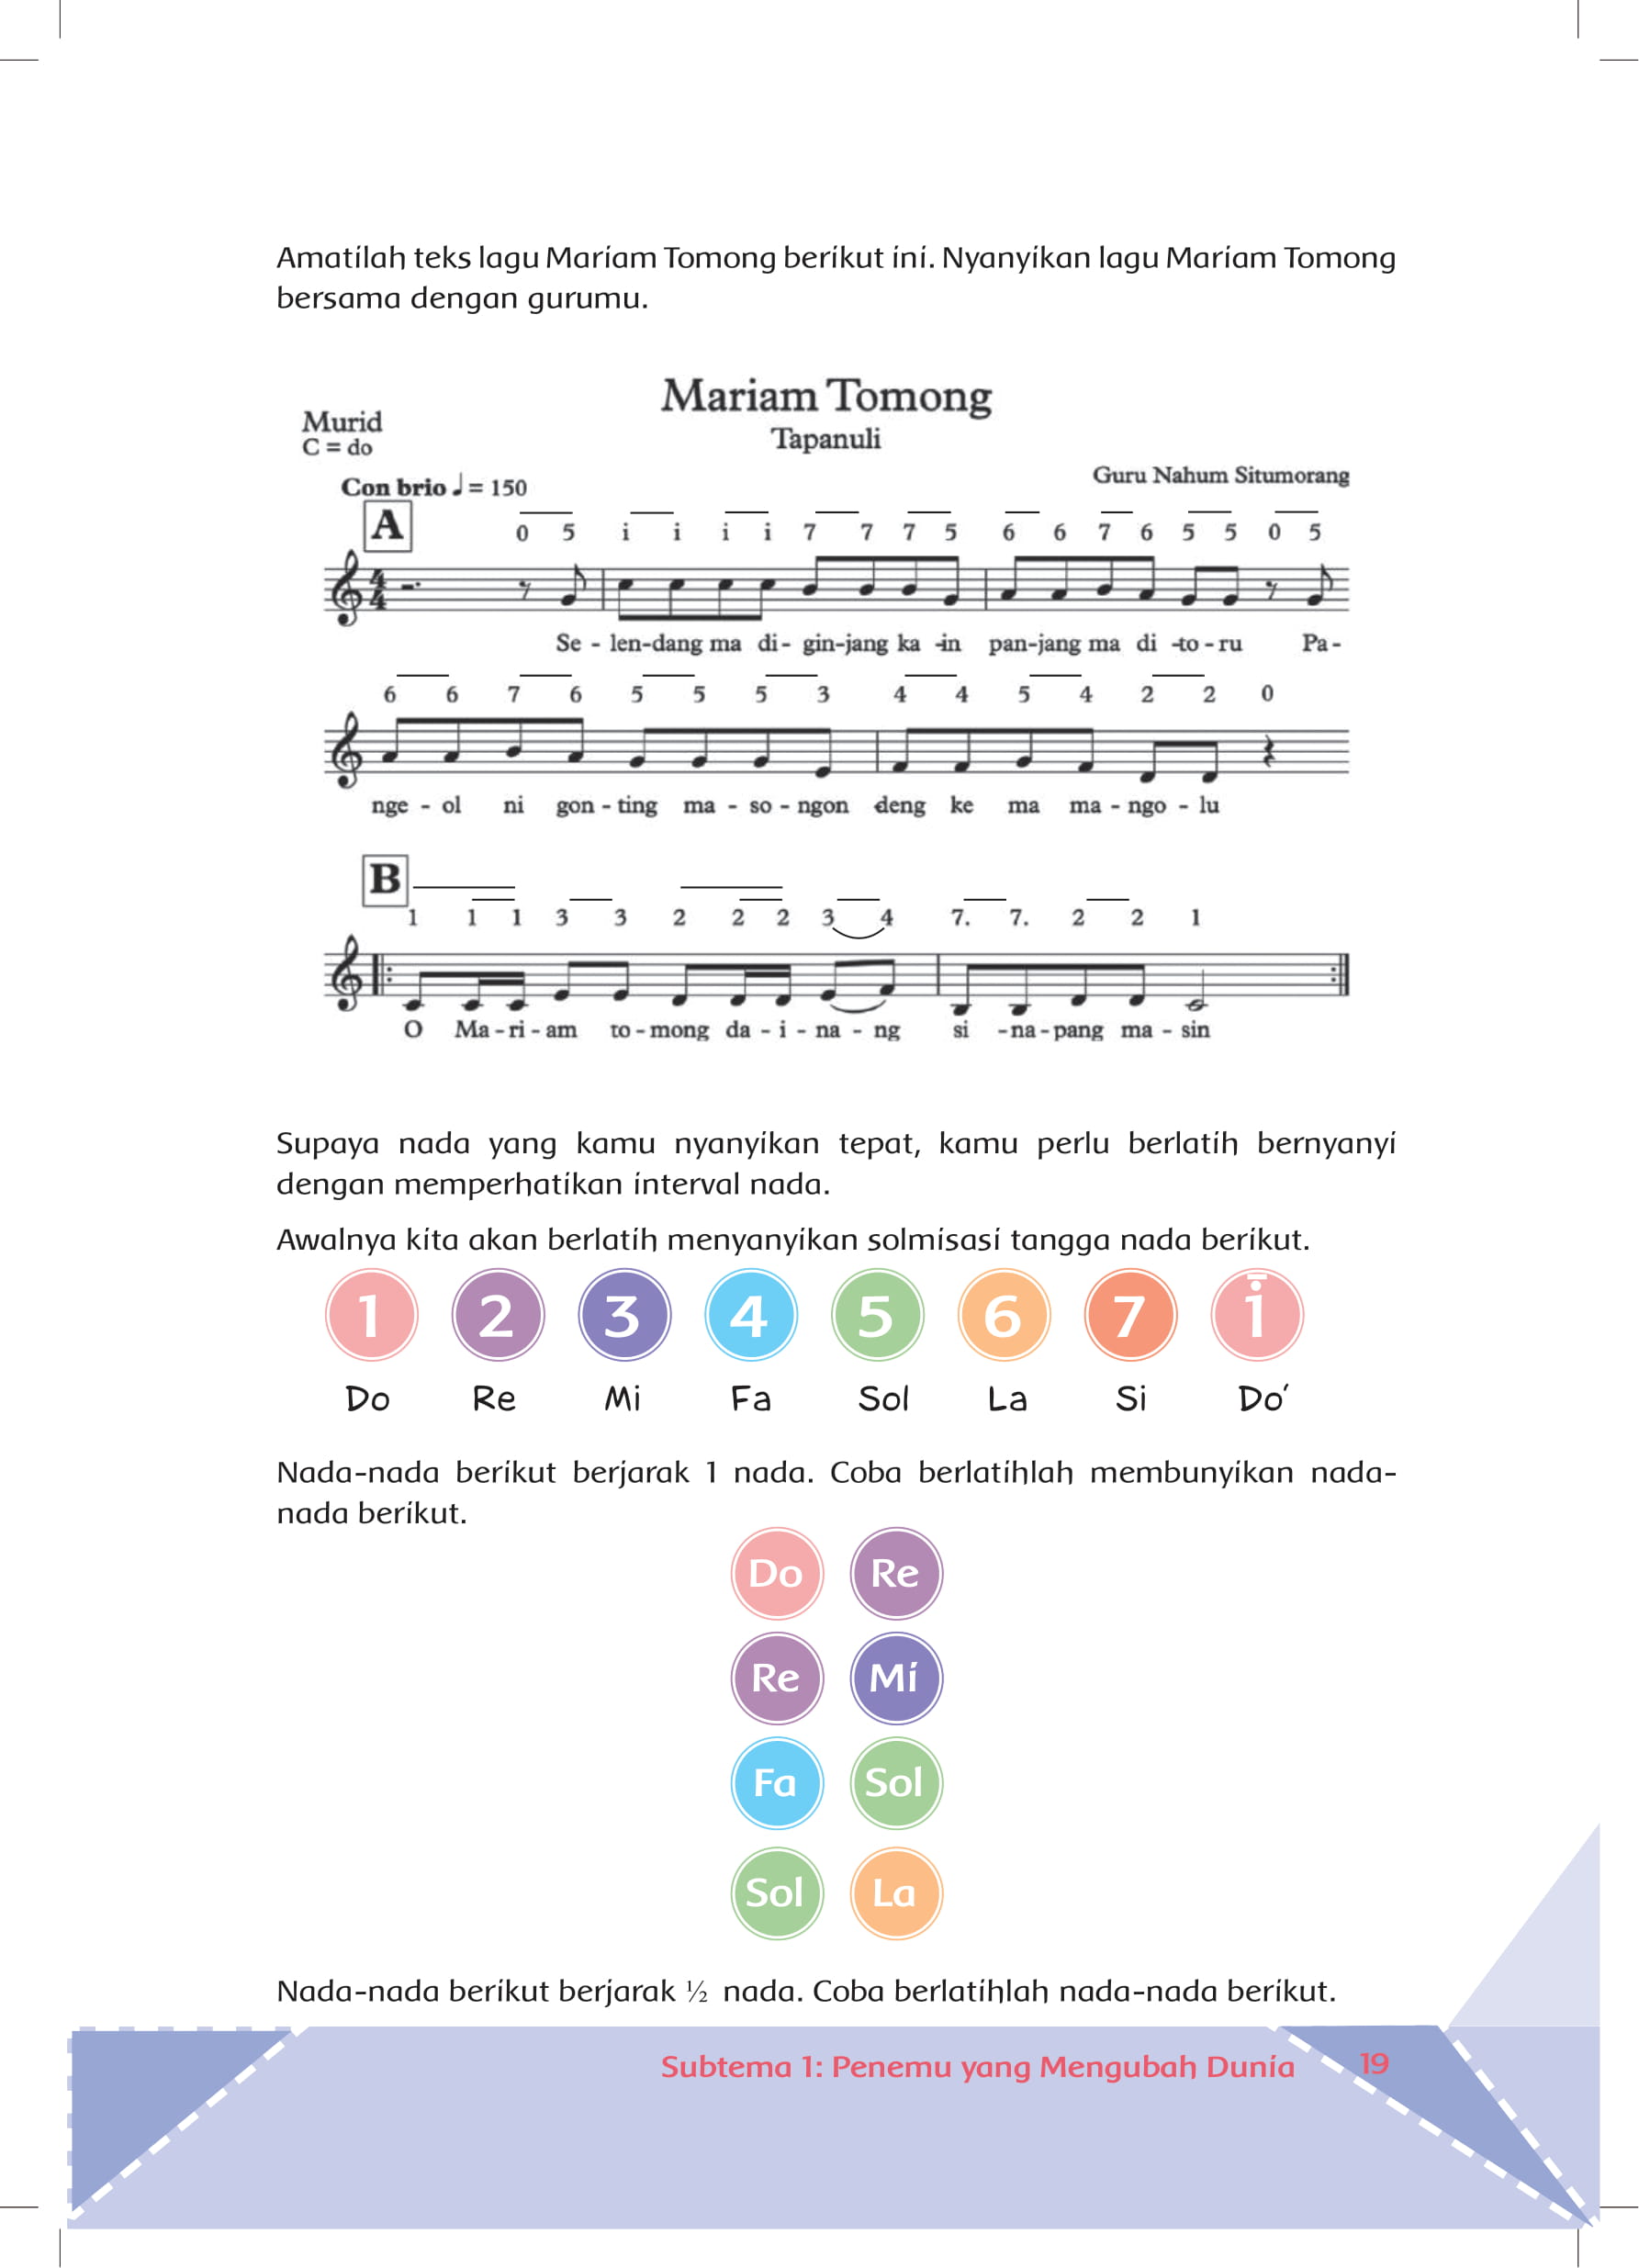 Amatilah teks lagu Mariam Tomong berikut ini. Nyanyikan lagu Mariam Tomong
bersama dengan gurumu.
Mariam Tomong
Murid
Tapanuli
C = do
Guru Nahum Situmorang
Con brio ♩ = 150
A
0 5 i i i i 7 7 7 5 6 6 7 6 5 5 0 5
4
4
Se - len-dang ma di- gin-jang ka -in pan-jang ma di -to - ru Pa -
6 6 7 6 5 5 5 3 4 4 5 4 2 2 0
nge - ol ni gon - ting ma - so - ngon deng ke ma ma - ngo - lu
B
1 1 1 3 3 2 2 2 3 4 7. 7. 2 2 1
O Ma - ri - am to - mong da - i - na - ng si -na - pang ma - sin
Supaya nada yang kamu nyanyikan tepat, kamu perlu berlatih bernyanyi
dengan memperhatikan interval nada.
Awalnya kita akan berlatih menyanyikan solmisasi tangga nada berikut.
1 2 3 4 5 6 7 1̇
Do Re Mi Fa Sol La Si Do'
Nada-nada berikut berjarak 1 nada. Coba berlatihlah membunyikan nada-
nada berikut.
Do Re
Re Mi
Fa Sol
Sol La
Nada-nada berikut berjarak ½ nada. Coba berlatihlah nada-nada berikut.
Subtema 1: Penemu yang Mengubah Dunia 19